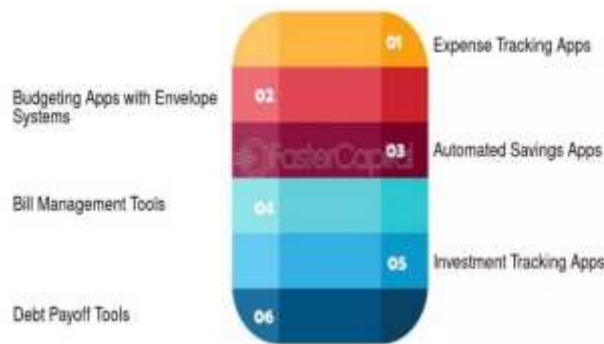 01
Expense Tracking Apps
02
Budgeting Apps with Envelope
Systems
FasterCapital
03
Automated Savings Apps
04
Bill Management Tools
05
Investment Tracking Apps
06
Debt Payoff Tools